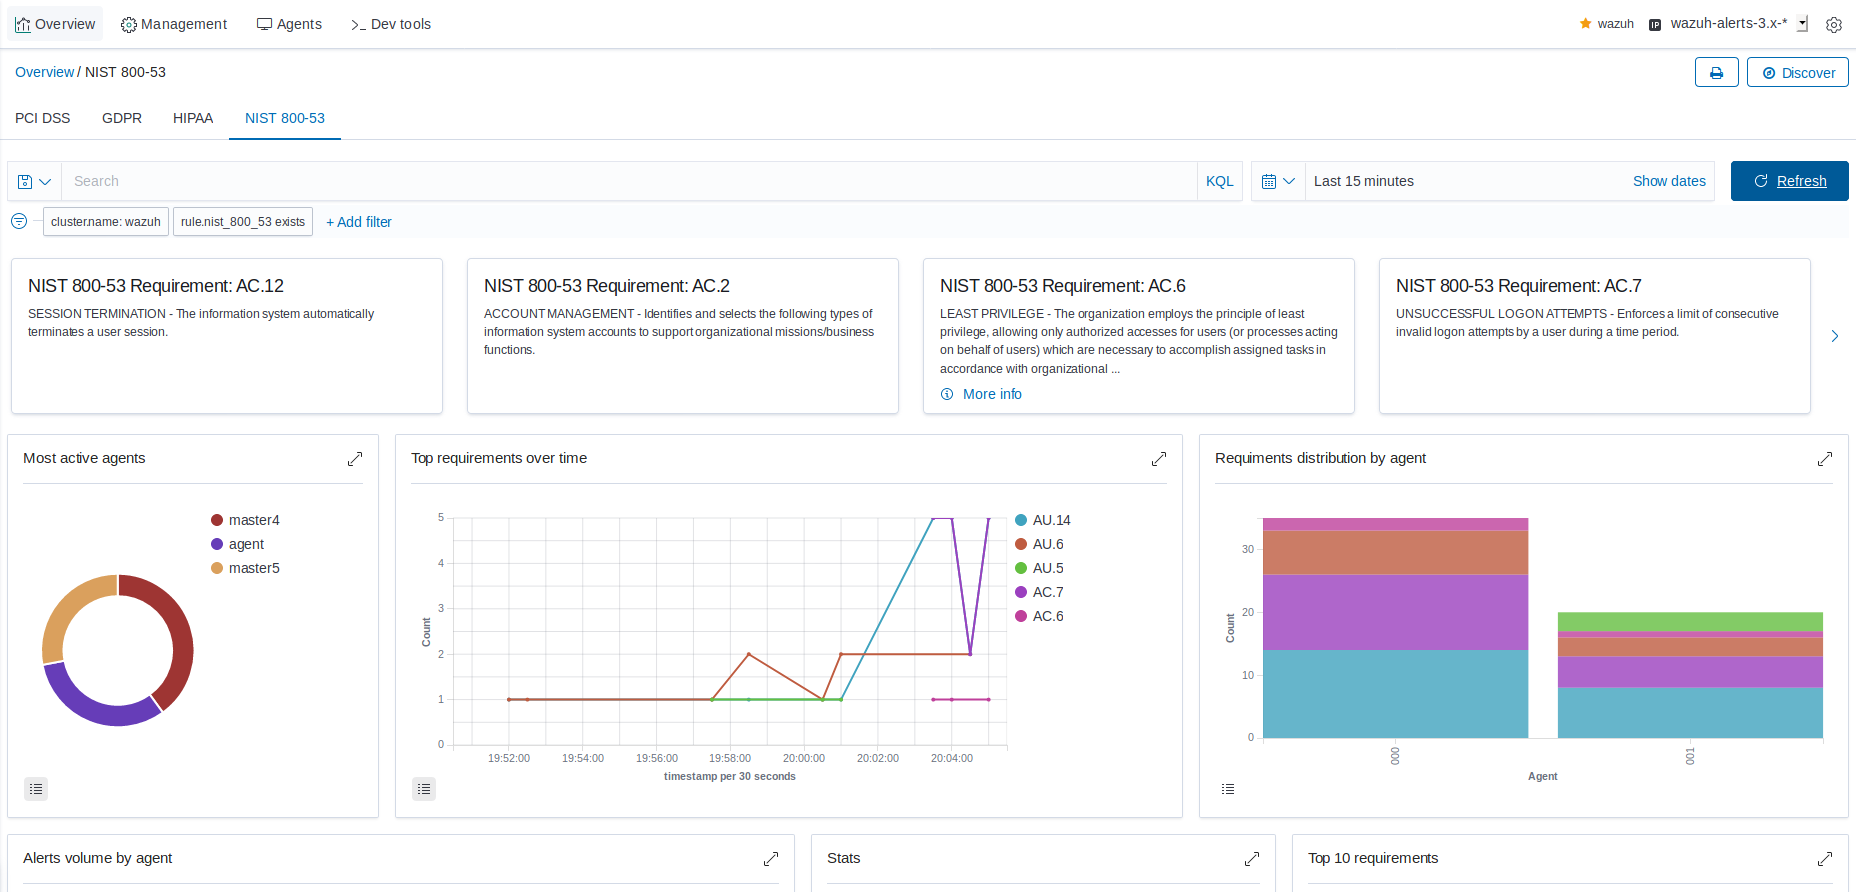 Overview Management Agents Dev tools wazuh IP wazuh-alerts-3.x-*
Overview / NIST 800-53 Discover
PCI DSS GDPR HIPAA NIST 800-53
Search KQL Last 15 minutes Show dates Refresh
cluster.name: wazuh rule.nist_800_53 exists + Add filter
NIST 800-53 Requirement: AC.12
SESSION TERMINATION - The information system automatically
terminates a user session.
NIST 800-53 Requirement: AC.2
ACCOUNT MANAGEMENT - Identifies and selects the following types of
information system accounts to support organizational missions/business
functions.
NIST 800-53 Requirement: AC.6
LEAST PRIVILEGE - The organization employs the principle of least
privilege, allowing only authorized accesses for users (or processes acting
on behalf of users) which are necessary to accomplish assigned tasks in
accordance with organizational ...
More info
NIST 800-53 Requirement: AC.7
UNSUCCESSFUL LOGON ATTEMPTS - Enforces a limit of consecutive
invalid logon attempts by a user during a time period.
Most active agents
master4
agent
master5
Top requirements over time
5
4
3
2
1
0
Count
19:52:00 19:54:00 19:56:00 19:58:00 20:00:00 20:02:00 20:04:00
timestamp per 30 seconds
AU.14
AU.6
AU.5
AC.7
AC.6
Requiments distribution by agent
30
20
10
0
Count
000 001
Agent
Alerts volume by agent
Stats
Top 10 requirements